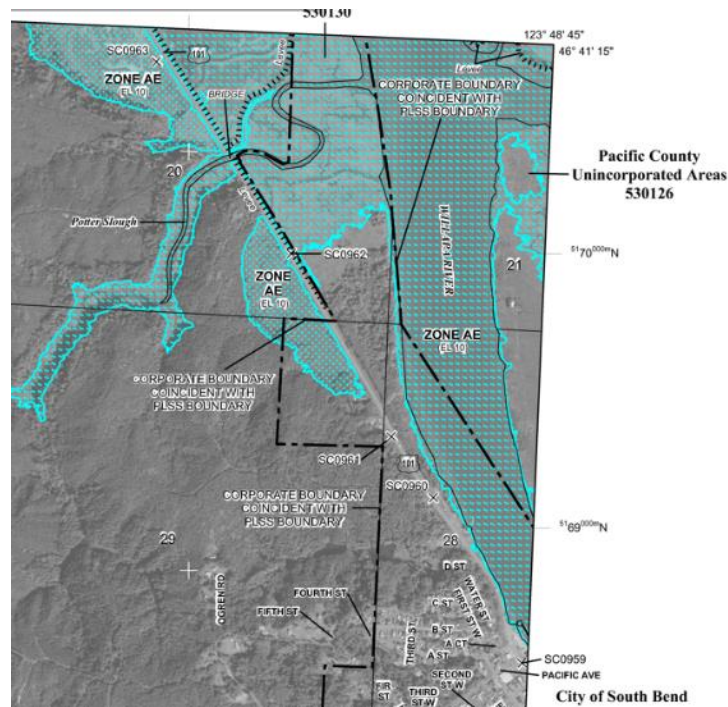 530130
123° 48' 45"
46° 41' 15"
SC0963
101
Levee
Levee
ZONE AE
(EL 10)
BRIDGE
CORPORATE BOUNDARY
COINCIDENT WITH
PLSS BOUNDARY
20
Pacific County
Unincorporated Areas
530126
Levee
Potter Slough
WILLAPA RIVER
SC0962
21
5170000m N
ZONE
AE
(EL 10)
ZONE AE
(EL 10)
CORPORATE BOUNDARY
COINCIDENT WITH
PLSS BOUNDARY
SC0961
101
SC0960
CORPORATE BOUNDARY
COINCIDENT WITH
PLSS BOUNDARY
5169000m N
29
28
D ST
OGREN RD
FOURTH ST
FIFTH ST
C ST
WATER ST
FIRST ST W
B ST
A CT
THIRD ST
A ST
SC0959
PACIFIC AVE
SECOND
ST W
FIR
ST
THIRD
ST W
City of South Bend